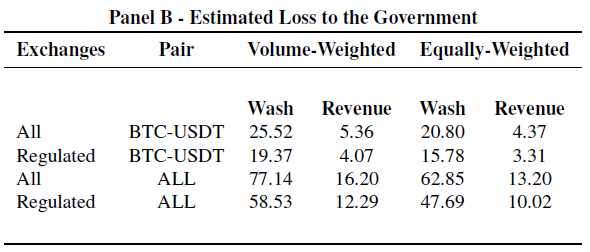 Panel B - Estimated Loss to the Government
Exchanges Pair Volume-Weighted Equally-Weighted
Wash Revenue Wash Revenue
All BTC-USDT 25.52 5.36 20.80 4.37
Regulated BTC-USDT 19.37 4.07 15.78 3.31
All ALL 77.14 16.20 62.85 13.20
Regulated ALL 58.53 12.29 47.69 10.02